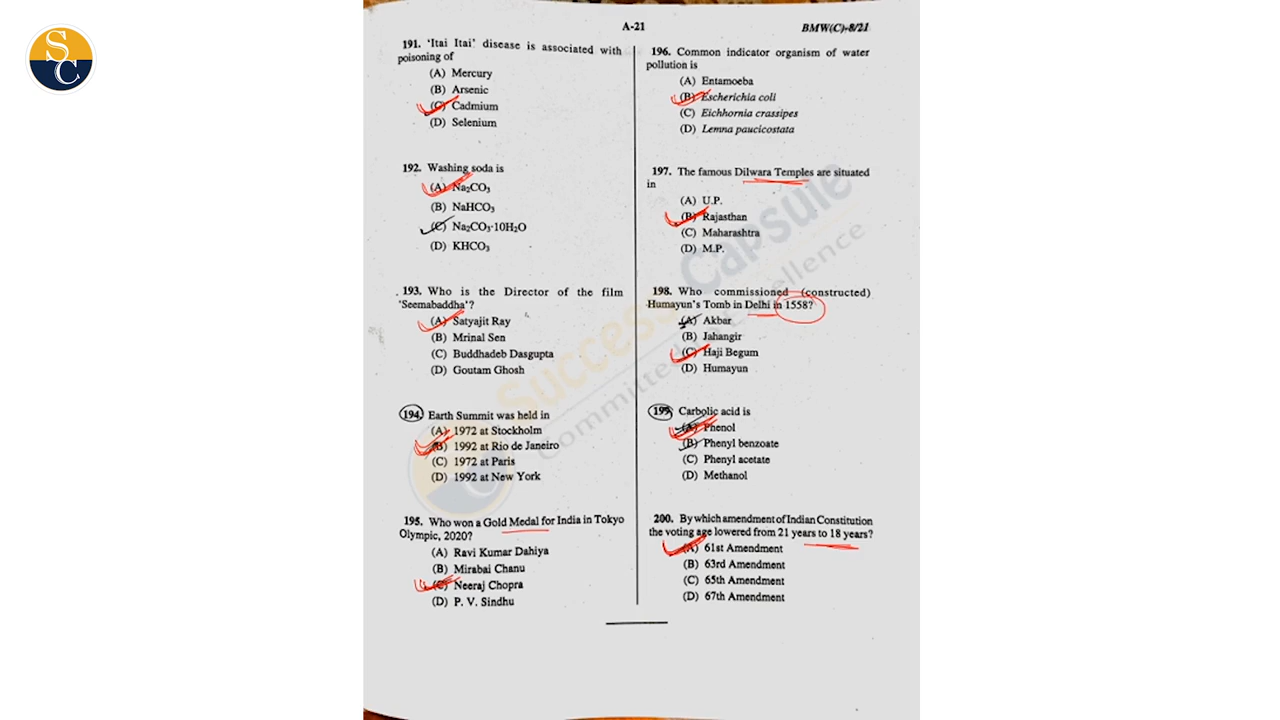 SC
A-21
BMW(C)-8/21
191. 'Itai Itai' disease is associated with
poisoning of
(A) Mercury
(B) Arsenic
(C) Cadmium
(D) Selenium
192. Washing soda is
(A) Na₂CO₃
(B) NaHCO₃
(C) Na₂CO₃·10H₂O
(D) KHCO₃
193. Who is the Director of the film
'Seemabaddha'?
(A) Satyajit Ray
(B) Mrinal Sen
(C) Buddhadeb Dasgupta
(D) Goutam Ghosh
194. Earth Summit was held in
(A) 1972 at Stockholm
(B) 1992 at Rio de Janeiro
(C) 1972 at Paris
(D) 1992 at New York
195. Who won a Gold Medal for India in Tokyo
Olympic, 2020?
(A) Ravi Kumar Dahiya
(B) Mirabai Chanu
(C) Neeraj Chopra
(D) P. V. Sindhu
196. Common indicator organism of water
pollution is
(A) Entamoeba
(B) Escherichia coli
(C) Eichhornia crassipes
(D) Lemna paucicostata
197. The famous Dilwara Temples are situated
in
(A) U.P.
(B) Rajasthan
(C) Maharashtra
(D) M.P.
198. Who commissioned (constructed)
Humayun's Tomb in Delhi in 1558?
(A) Akbar
(B) Jahangir
(C) Haji Begum
(D) Humayun
199. Carbolic acid is
(A) Phenol
(B) Phenyl benzoate
(C) Phenyl acetate
(D) Methanol
200. By which amendment of Indian Constitution
the voting age lowered from 21 years to 18 years?
(A) 61st Amendment
(B) 63rd Amendment
(C) 65th Amendment
(D) 67th Amendment
Success Capsule
Committed to Excellence